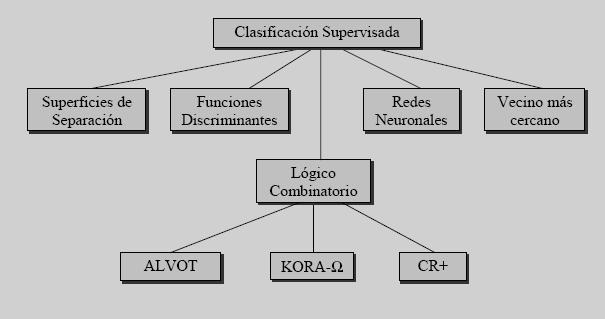 Clasificación Supervisada
Superficies de
Separación
Funciones
Discriminantes
Redes
Neuronales
Vecino más
cercano
Lógico
Combinatorio
ALVOT
KORA-Ω
CR+